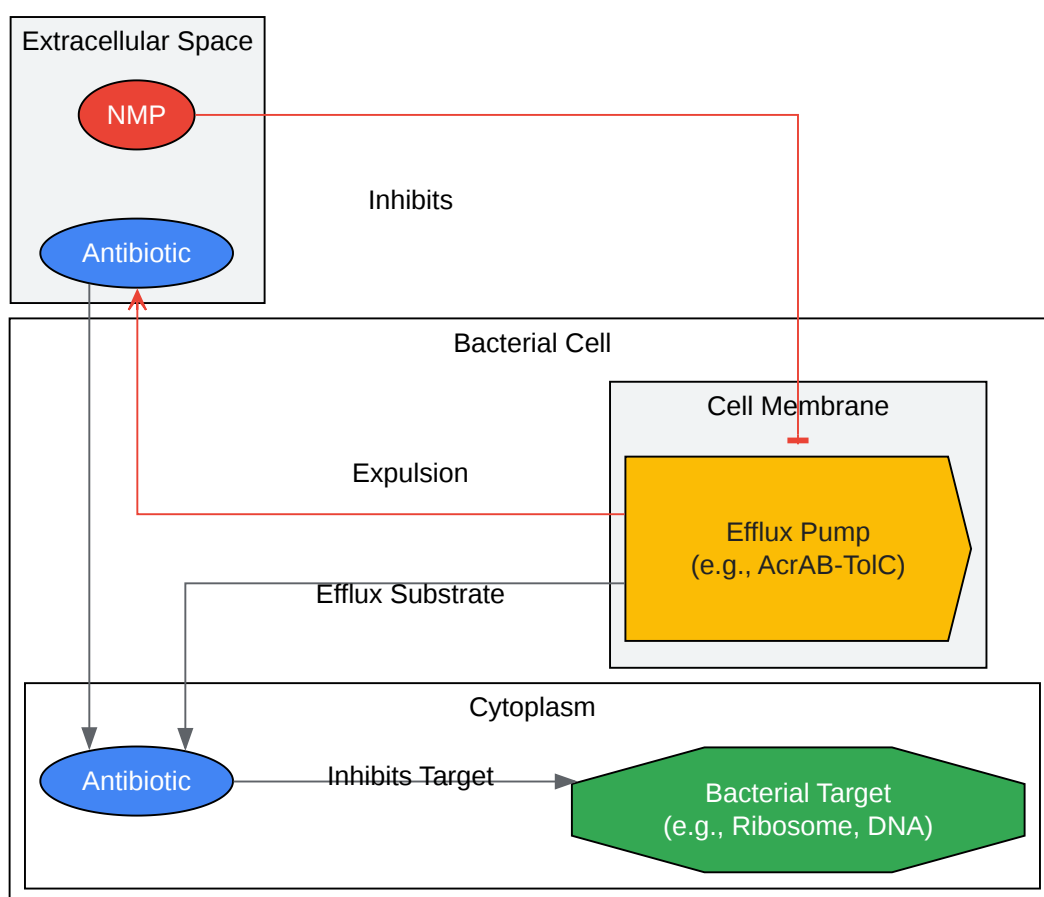 Extracellular Space
NMP
Inhibits
Antibiotic
Bacterial Cell
Cell Membrane
Expulsion
Efflux Pump
(e.g., AcrAB-TolC)
Efflux Substrate
Cytoplasm
Antibiotic
Inhibits Target
Bacterial Target
(e.g., Ribosome, DNA)